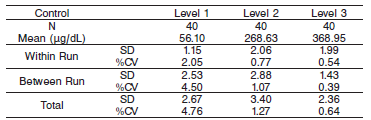 Control Level 1 Level 2 Level 3
N 40 40 40
Mean (µg/dL) 56.10 268.63 368.95
Within Run SD 1.15 2.06 1.99
%CV 2.05 0.77 0.54
Between Run SD 2.53 2.88 1.43
%CV 4.50 1.07 0.39
Total SD 2.67 3.40 2.36
%CV 4.76 1.27 0.64